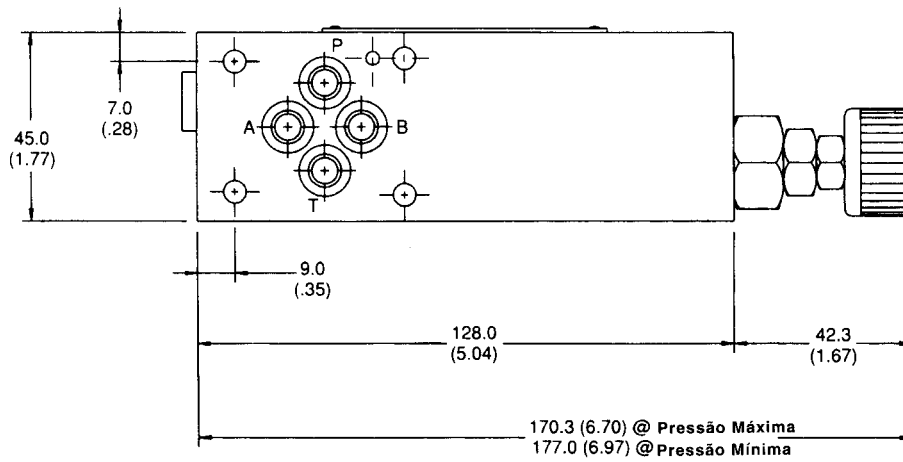 P
7.0
(.28)
45.0
(1.77)
A
B
T
9.0
(.35)
128.0
(5.04)
42.3
(1.67)
170.3 (6.70) @ Pressão Máxima
177.0 (6.97) @ Pressão Mínima